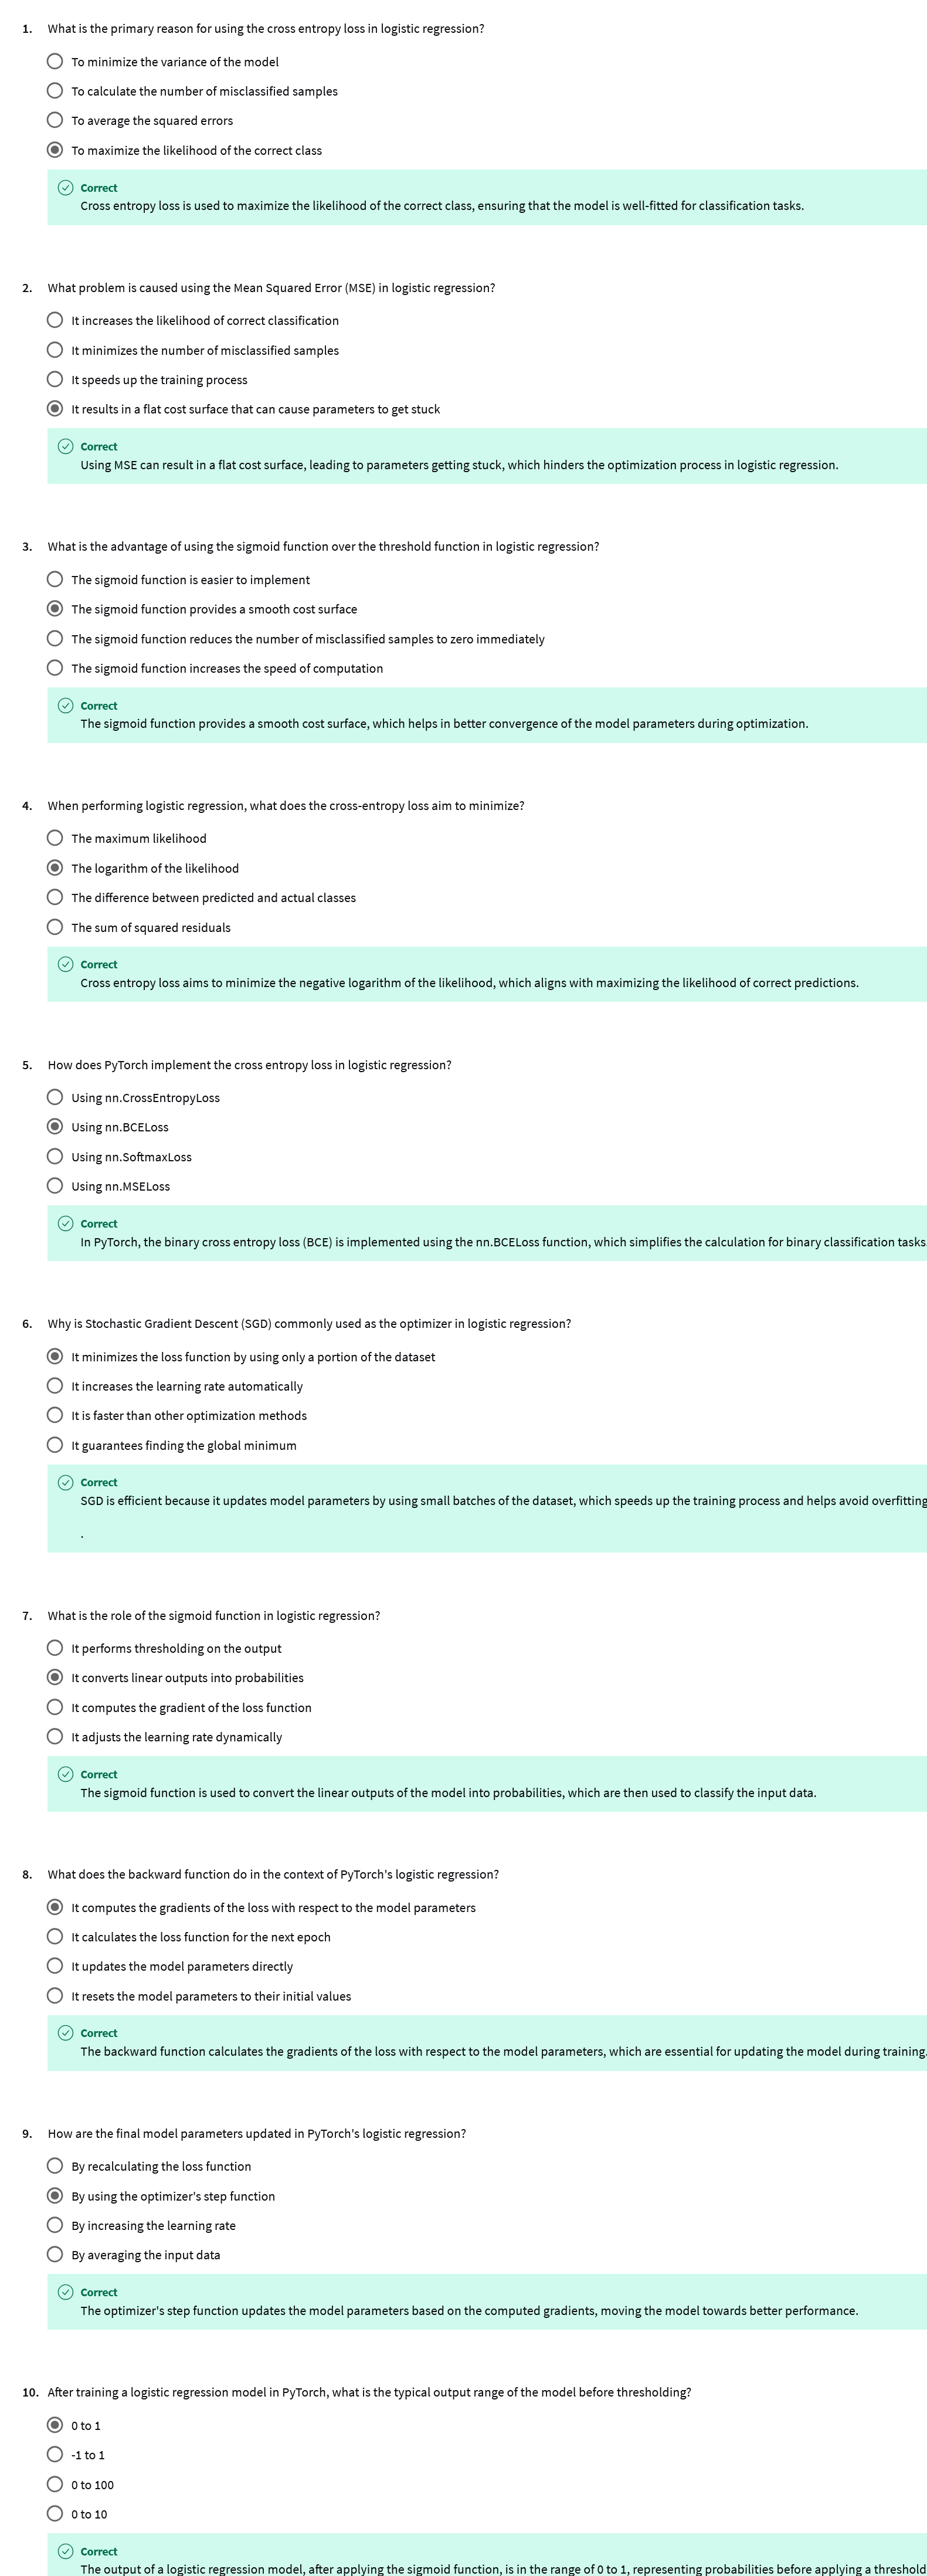 1. What is the primary reason for using the cross entropy loss in logistic regression?
To minimize the variance of the model
To calculate the number of misclassified samples
To average the squared errors
To maximize the likelihood of the correct class
Correct
Cross entropy loss is used to maximize the likelihood of the correct class, ensuring that the model is well-fitted for classification tasks.
2. What problem is caused using the Mean Squared Error (MSE) in logistic regression?
It increases the likelihood of correct classification
It minimizes the number of misclassified samples
It speeds up the training process
It results in a flat cost surface that can cause parameters to get stuck
Correct
Using MSE can result in a flat cost surface, leading to parameters getting stuck, which hinders the optimization process in logistic regression.
3. What is the advantage of using the sigmoid function over the threshold function in logistic regression?
The sigmoid function is easier to implement
The sigmoid function provides a smooth cost surface
The sigmoid function reduces the number of misclassified samples to zero immediately
The sigmoid function increases the speed of computation
Correct
The sigmoid function provides a smooth cost surface, which helps in better convergence of the model parameters during optimization.
4. When performing logistic regression, what does the cross-entropy loss aim to minimize?
The maximum likelihood
The logarithm of the likelihood
The difference between predicted and actual classes
The sum of squared residuals
Correct
Cross entropy loss aims to minimize the negative logarithm of the likelihood, which aligns with maximizing the likelihood of correct predictions.
5. How does PyTorch implement the cross entropy loss in logistic regression?
Using nn.CrossEntropyLoss
Using nn.BCELoss
Using nn.SoftmaxLoss
Using nn.MSELoss
Correct
In PyTorch, the binary cross entropy loss (BCE) is implemented using the nn.BCELoss function, which simplifies the calculation for binary classification tasks.
6. Why is Stochastic Gradient Descent (SGD) commonly used as the optimizer in logistic regression?
It minimizes the loss function by using only a portion of the dataset
It increases the learning rate automatically
It is faster than other optimization methods
It guarantees finding the global minimum
Correct
SGD is efficient because it updates model parameters by using small batches of the dataset, which speeds up the training process and helps avoid overfitting
.
7. What is the role of the sigmoid function in logistic regression?
It performs thresholding on the output
It converts linear outputs into probabilities
It computes the gradient of the loss function
It adjusts the learning rate dynamically
Correct
The sigmoid function is used to convert the linear outputs of the model into probabilities, which are then used to classify the input data.
8. What does the backward function do in the context of PyTorch's logistic regression?
It computes the gradients of the loss with respect to the model parameters
It calculates the loss function for the next epoch
It updates the model parameters directly
It resets the model parameters to their initial values
Correct
The backward function calculates the gradients of the loss with respect to the model parameters, which are essential for updating the model during training.
9. How are the final model parameters updated in PyTorch's logistic regression?
By recalculating the loss function
By using the optimizer's step function
By increasing the learning rate
By averaging the input data
Correct
The optimizer's step function updates the model parameters based on the computed gradients, moving the model towards better performance.
10. After training a logistic regression model in PyTorch, what is the typical output range of the model before thresholding?
0 to 1
-1 to 1
0 to 100
0 to 10
Correct
The output of a logistic regression model, after applying the sigmoid function, is in the range of 0 to 1, representing probabilities before applying a threshold